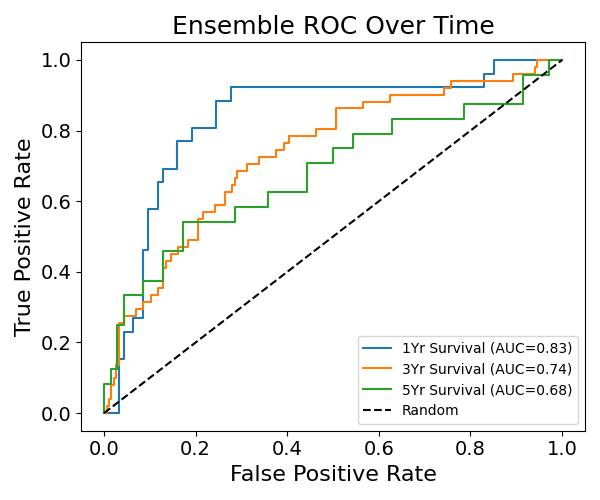 Ensemble ROC Over Time
True Positive Rate
1.0
0.8
0.6
0.4
0.2
0.0
0.0 0.2 0.4 0.6 0.8 1.0
False Positive Rate
1Yr Survival (AUC=0.83)
3Yr Survival (AUC=0.74)
5Yr Survival (AUC=0.68)
Random